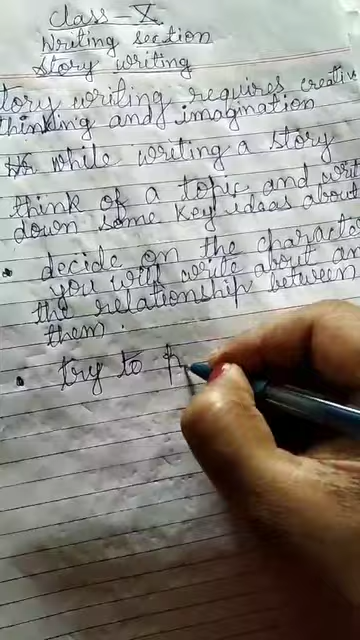 class - X
Writing section
Story writing
tory writing requires creativ
thinking and imagination
while writing a story
think of a topic and writ
down some key ideas about
• decide on the characte
you will write about an
the relationship between
them.
• try to